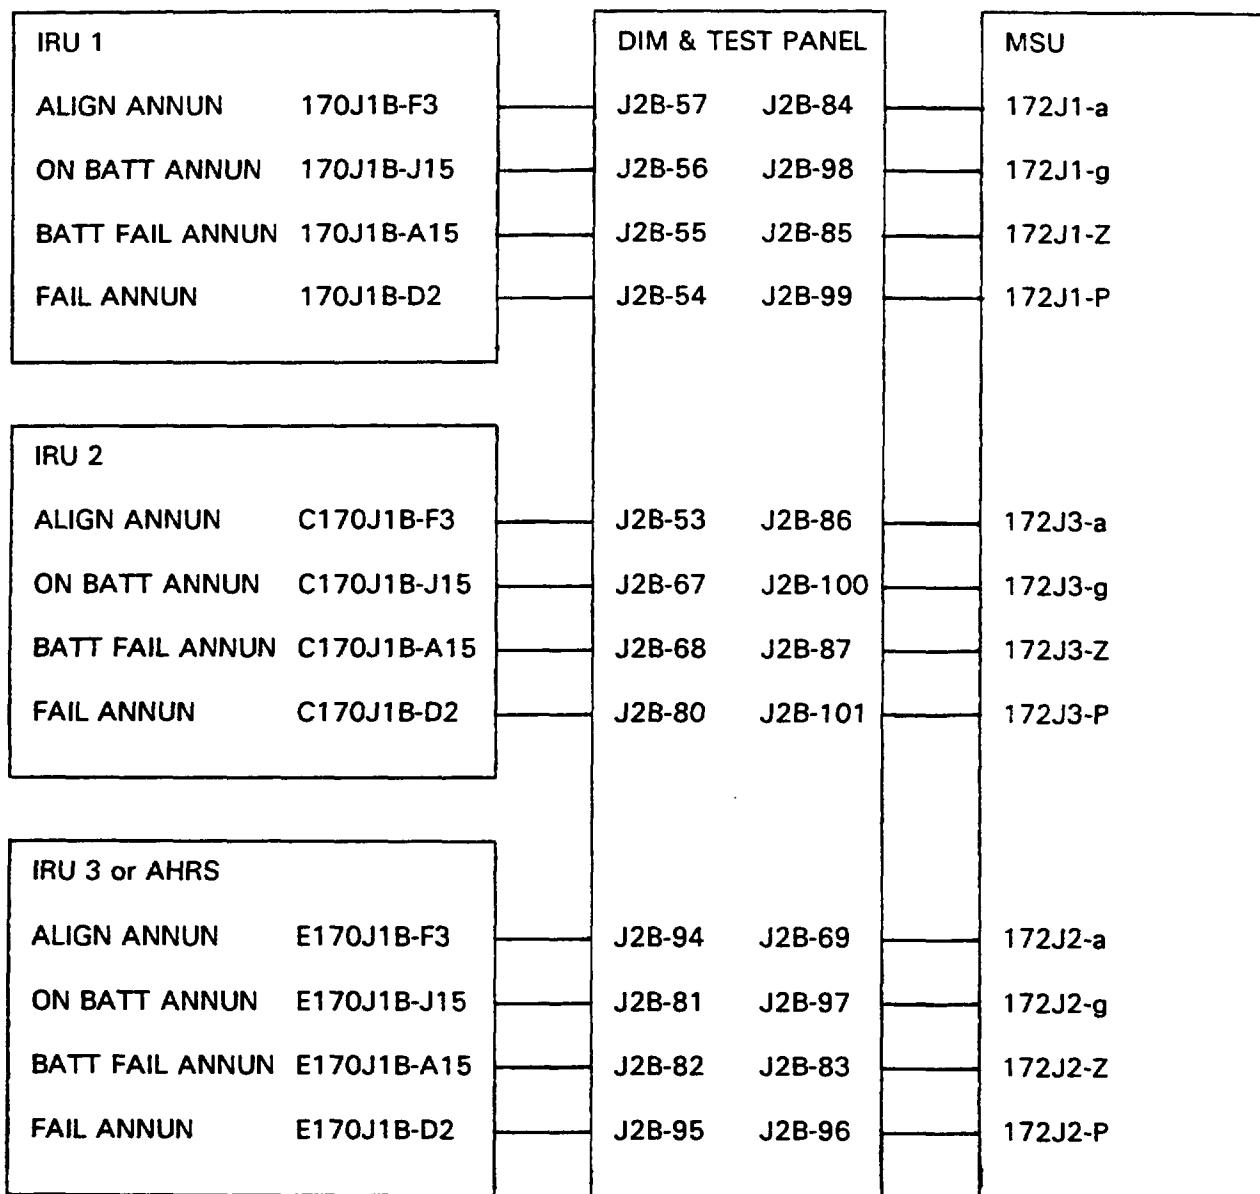 IRU 1 DIM & TEST PANEL MSU
ALIGN ANNUN 170J1B-F3 J2B-57 J2B-84 172J1-a
ON BATT ANNUN 170J1B-J15 J2B-56 J2B-98 172J1-g
BATT FAIL ANNUN 170J1B-A15 J2B-55 J2B-85 172J1-Z
FAIL ANNUN 170J1B-D2 J2B-54 J2B-99 172J1-P
IRU 2
ALIGN ANNUN C170J1B-F3 J2B-53 J2B-86 172J3-a
ON BATT ANNUN C170J1B-J15 J2B-67 J2B-100 172J3-g
BATT FAIL ANNUN C170J1B-A15 J2B-68 J2B-87 172J3-Z
FAIL ANNUN C170J1B-D2 J2B-80 J2B-101 172J3-P
IRU 3 or AHRS
ALIGN ANNUN E170J1B-F3 J2B-94 J2B-69 172J2-a
ON BATT ANNUN E170J1B-J15 J2B-81 J2B-97 172J2-g
BATT FAIL ANNUN E170J1B-A15 J2B-82 J2B-83 172J2-Z
FAIL ANNUN E170J1B-D2 J2B-95 J2B-96 172J2-P